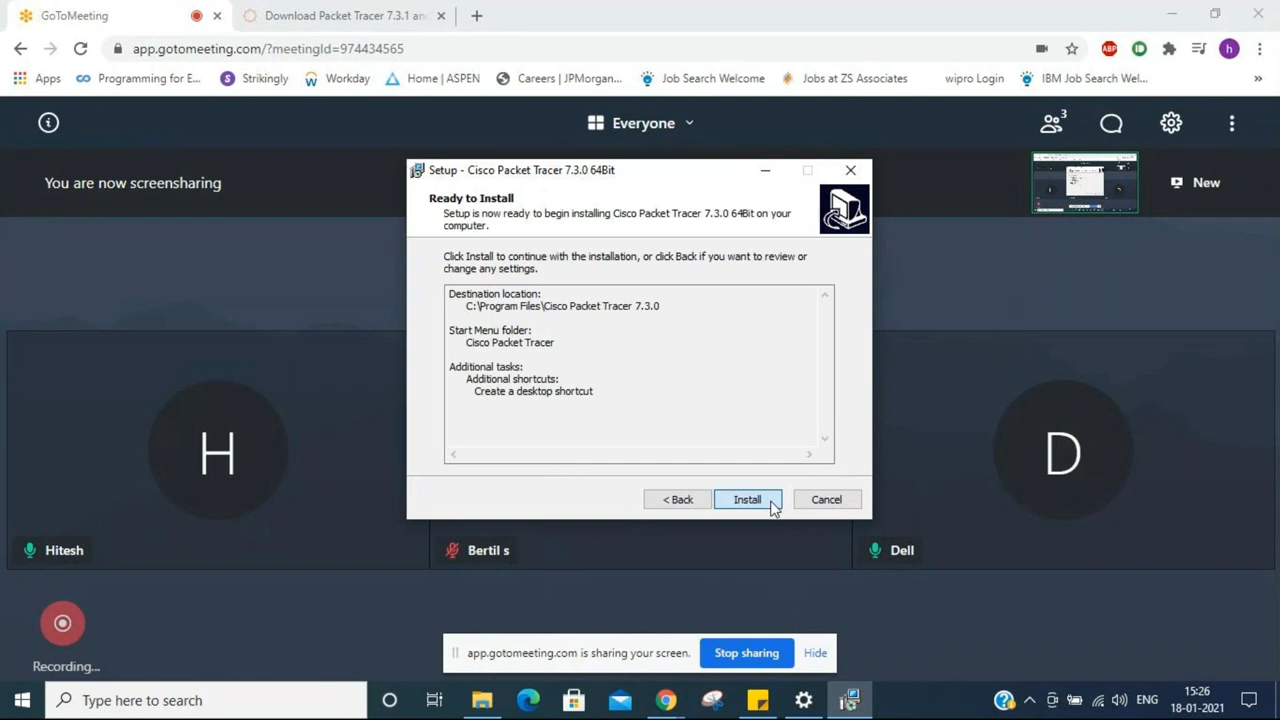 GoToMeeting
Download Packet Tracer 7.3.1 an
app.gotomeeting.com/?meetingId=974434565
ABP
h
Apps
Programming for E...
Strikingly
Workday
Home | ASPEN
Careers | JPMorgan...
Job Search Welcome
Jobs at ZS Associates
wipro Login
IBM Job Search Wel...
»
Everyone
3
You are now screensharing
New
Setup - Cisco Packet Tracer 7.3.0 64Bit
Ready to Install
Setup is now ready to begin installing Cisco Packet Tracer 7.3.0 64Bit on your
computer.
Click Install to continue with the installation, or click Back if you want to review or
change any settings.
Destination location:
C:\Program Files\Cisco Packet Tracer 7.3.0
Start Menu folder:
Cisco Packet Tracer
Additional tasks:
Additional shortcuts:
Create a desktop shortcut
< Back
Install
Cancel
H
D
Hitesh
Bertil s
Dell
Recording...
app.gotomeeting.com is sharing your screen.
Stop sharing
Hide
Type here to search
ENG
15:26
18-01-2021